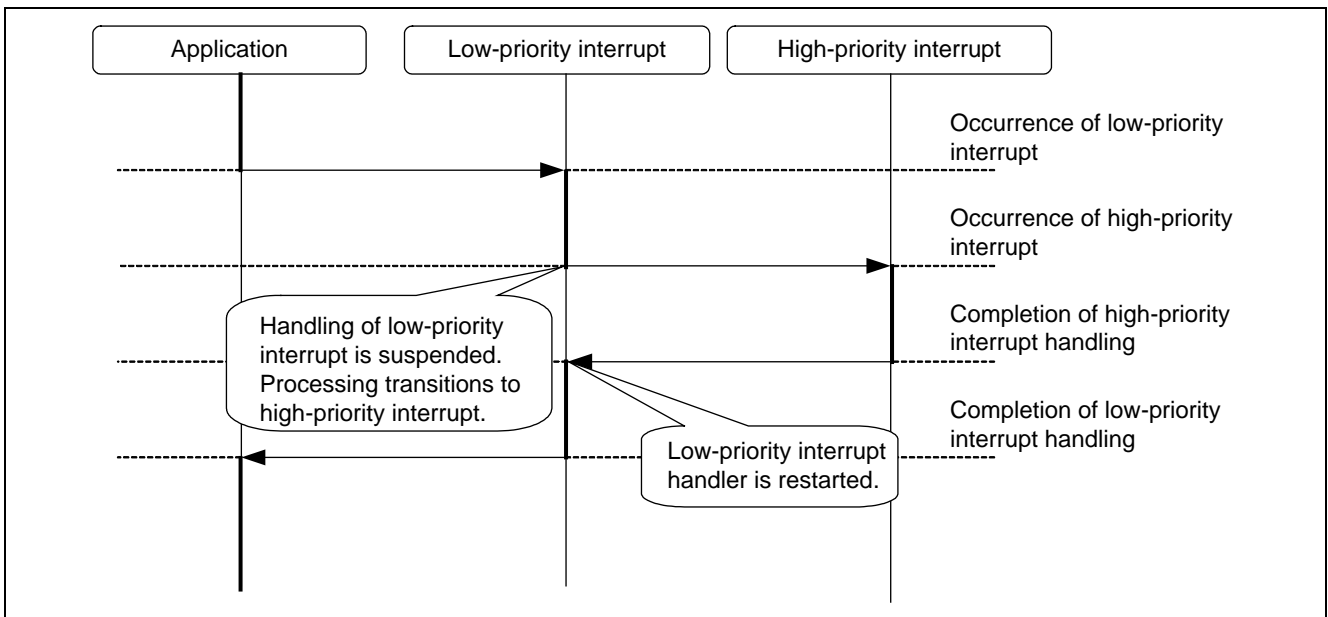 Application
Low-priority interrupt
High-priority interrupt
Occurrence of low-priority
interrupt
Occurrence of high-priority
interrupt
Handling of low-priority
interrupt is suspended.
Processing transitions to
high-priority interrupt.
Completion of high-priority
interrupt handling
Completion of low-priority
interrupt handling
Low-priority interrupt
handler is restarted.